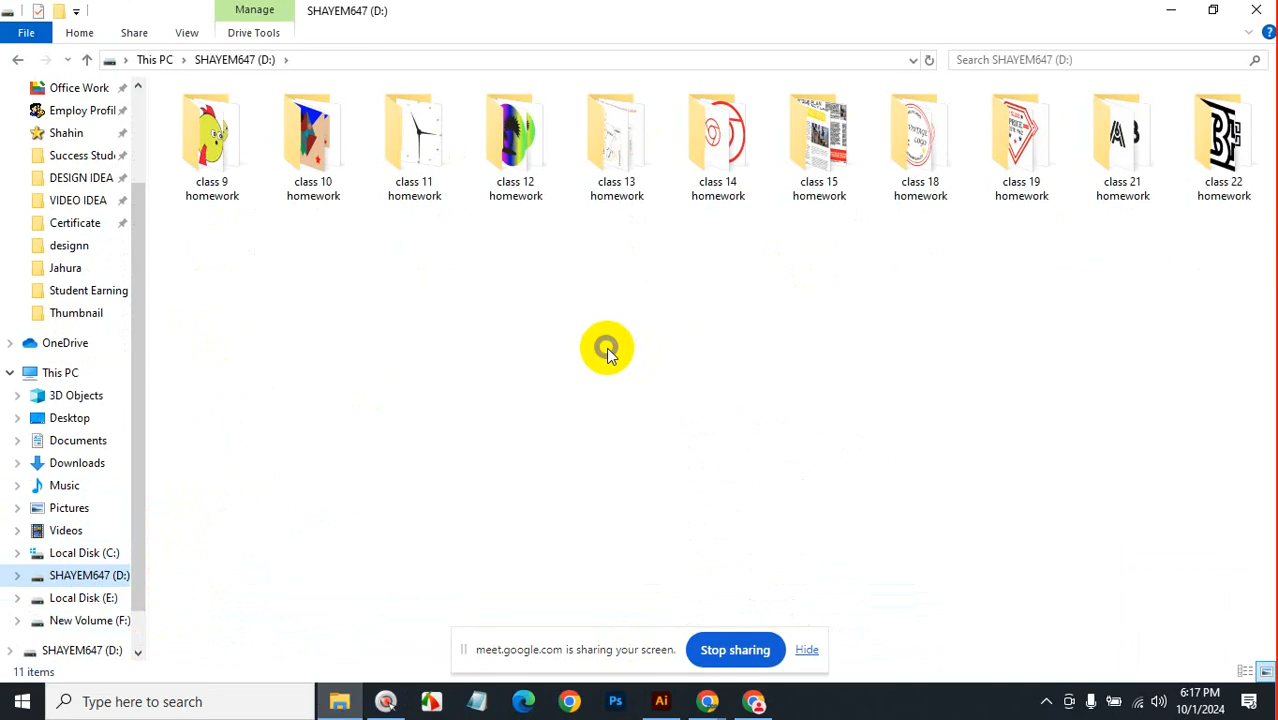 Manage
SHAYEM647 (D:)
File
Home
Share
View
Drive Tools
This PC
SHAYEM647 (D:)
Search SHAYEM647 (D:)
Office Work
Employ Profil
Shahin
Success Stud
DESIGN IDEA
VIDEO IDEA
Certificate
designn
Jahura
Student Earning
Thumbnail
OneDrive
This PC
3D Objects
Desktop
Documents
Downloads
Music
Pictures
Videos
Local Disk (C:)
SHAYEM647 (D:)
Local Disk (E:)
New Volume (F:)
SHAYEM647 (D:)
class 9
homework
class 10
homework
class 11
homework
class 12
homework
class 13
homework
class 14
homework
class 15
homework
class 18
homework
class 19
homework
class 21
homework
class 22
homework
meet.google.com is sharing your screen.
Stop sharing
Hide
11 items
Type here to search
Ps
Ai
6:17 PM
10/1/2024